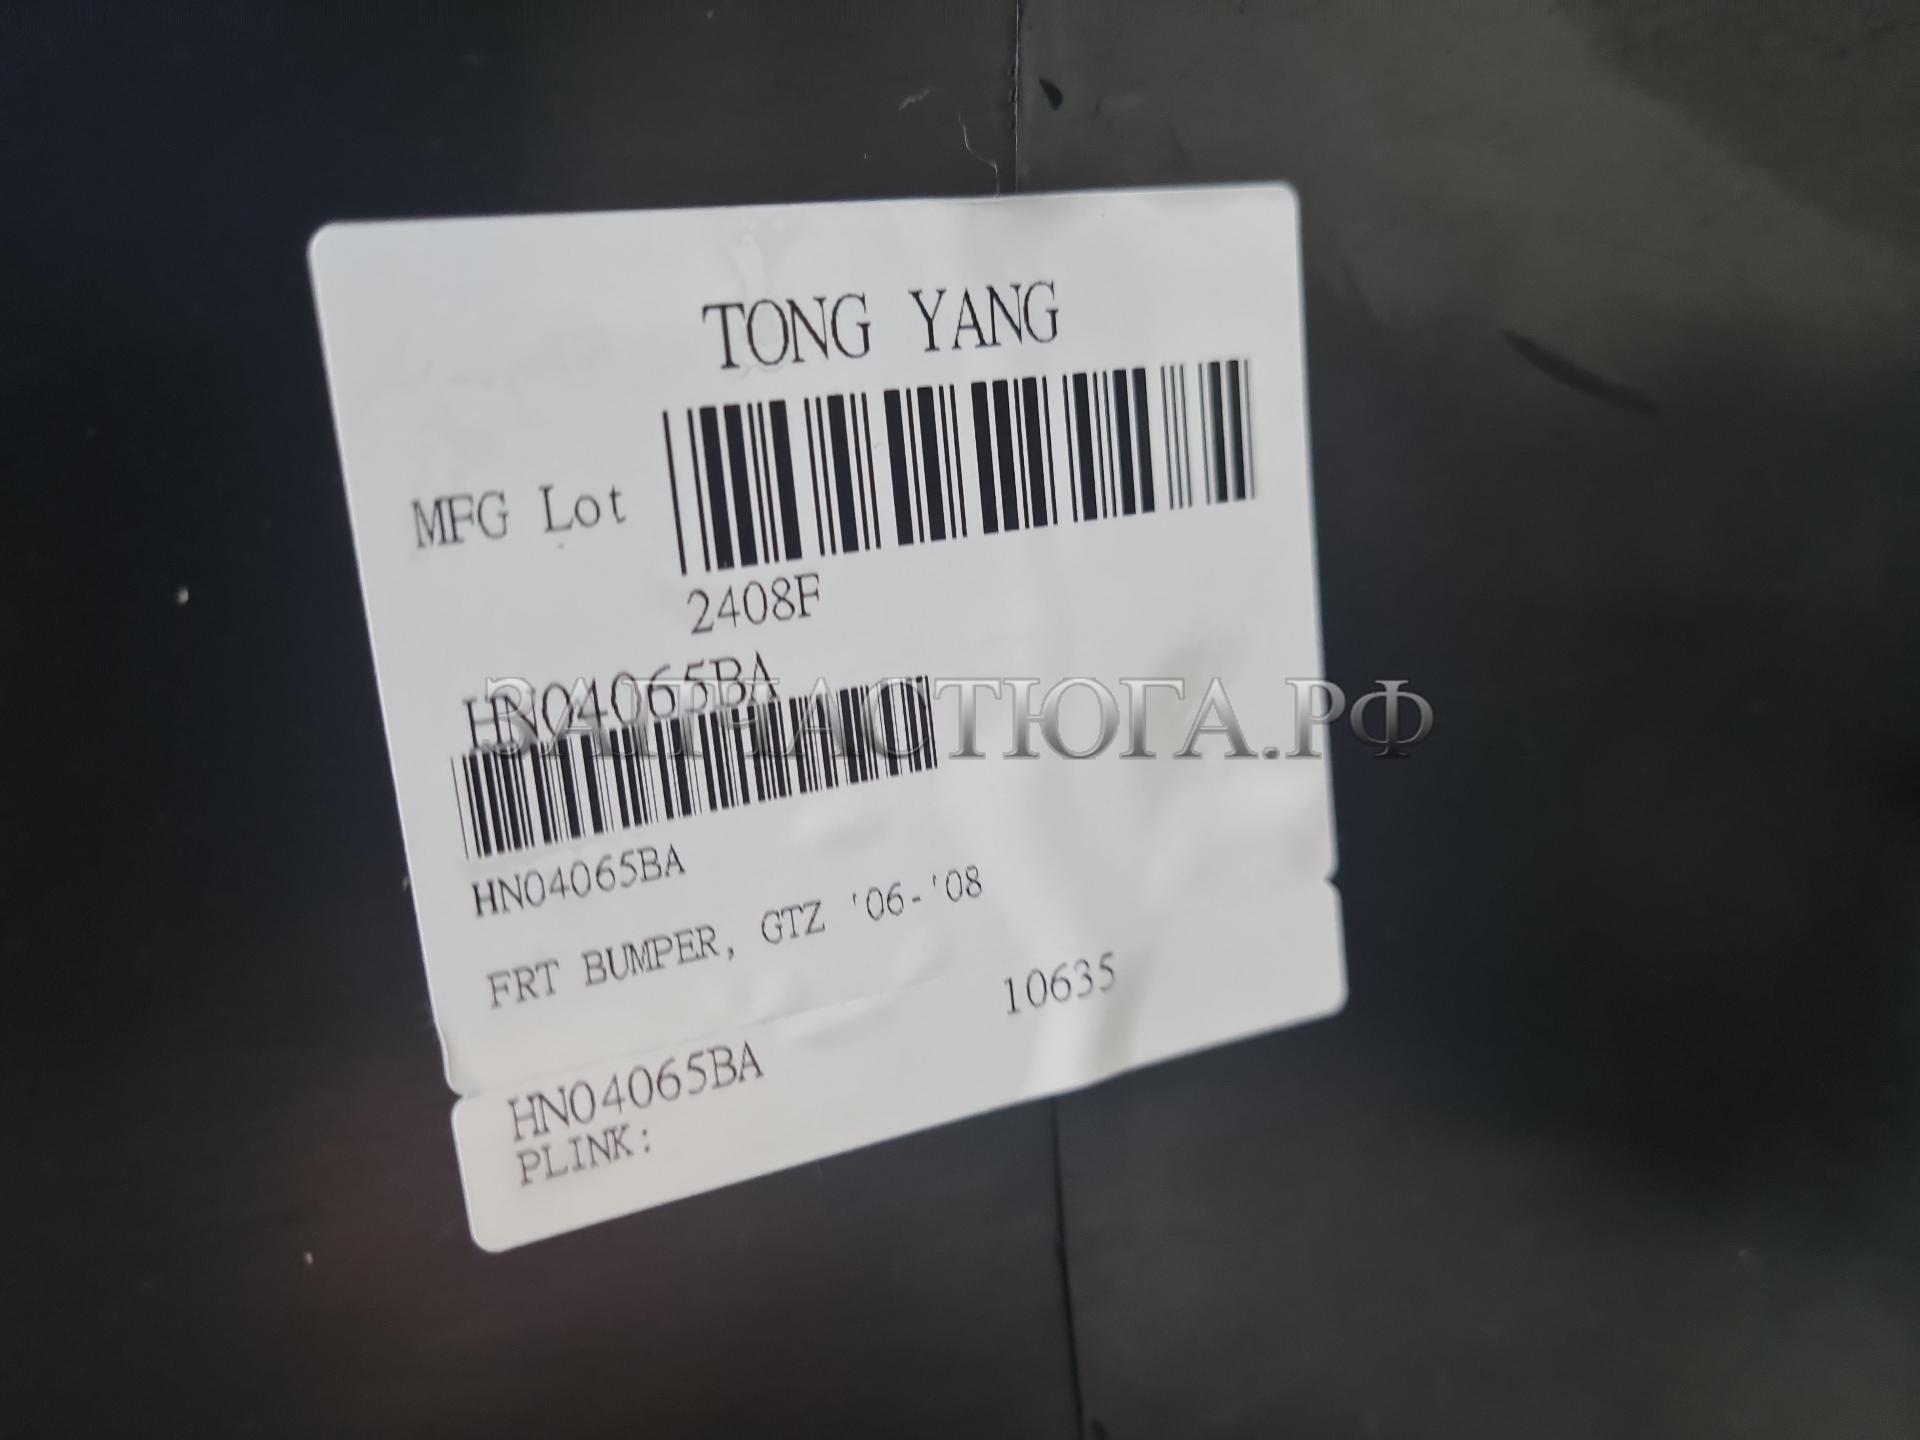 TONG YANG
MFG Lot
2408F
HN04065BA
ЗАПЧАСТЮГА.РФ
HN04065BA
FRT BUMPER, GTZ '06-'08
10635
HN04065BA
PLINK: